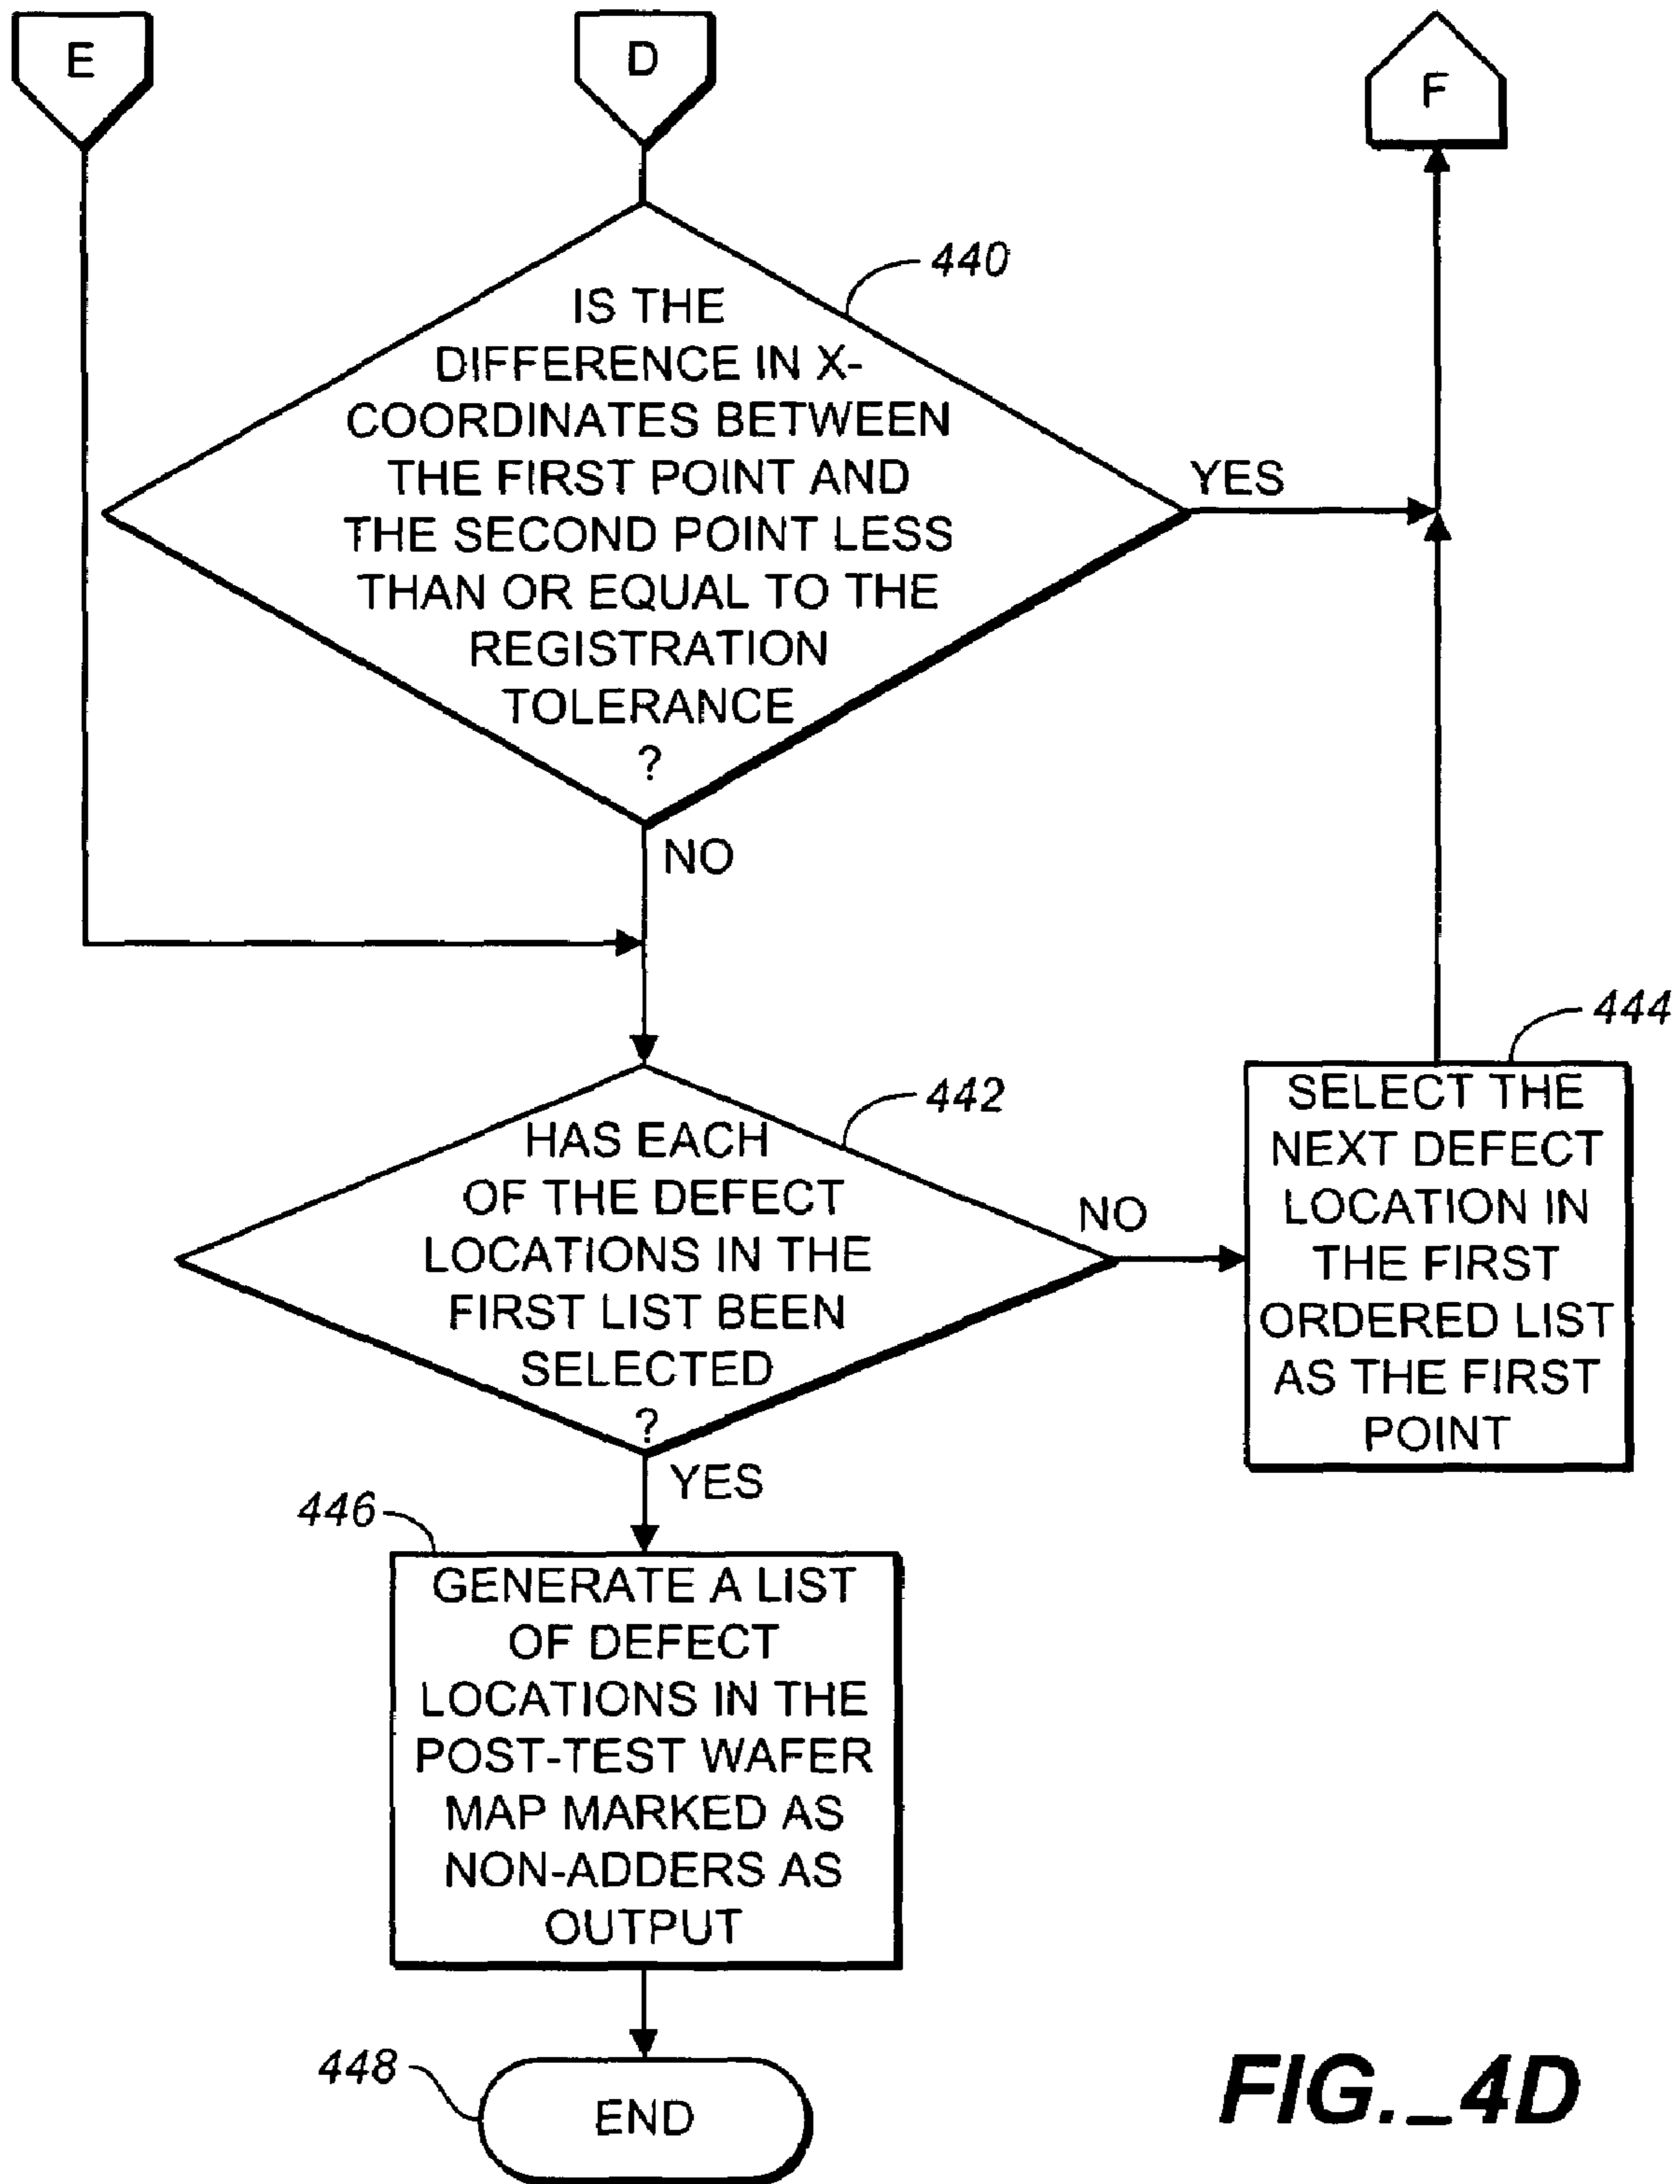 E
D
F
440
IS THE
DIFFERENCE IN X-
COORDINATES BETWEEN
THE FIRST POINT AND
THE SECOND POINT LESS
THAN OR EQUAL TO THE
REGISTRATION
TOLERANCE
?
YES
NO
442
HAS EACH
OF THE DEFECT
LOCATIONS IN THE
FIRST LIST BEEN
SELECTED
?
NO
444
SELECT THE
NEXT DEFECT
LOCATION IN
THE FIRST
ORDERED LIST
AS THE FIRST
POINT
YES
446
GENERATE A LIST
OF DEFECT
LOCATIONS IN THE
POST-TEST WAFER
MAP MARKED AS
NON-ADDERS AS
OUTPUT
448
END
FIG._4D